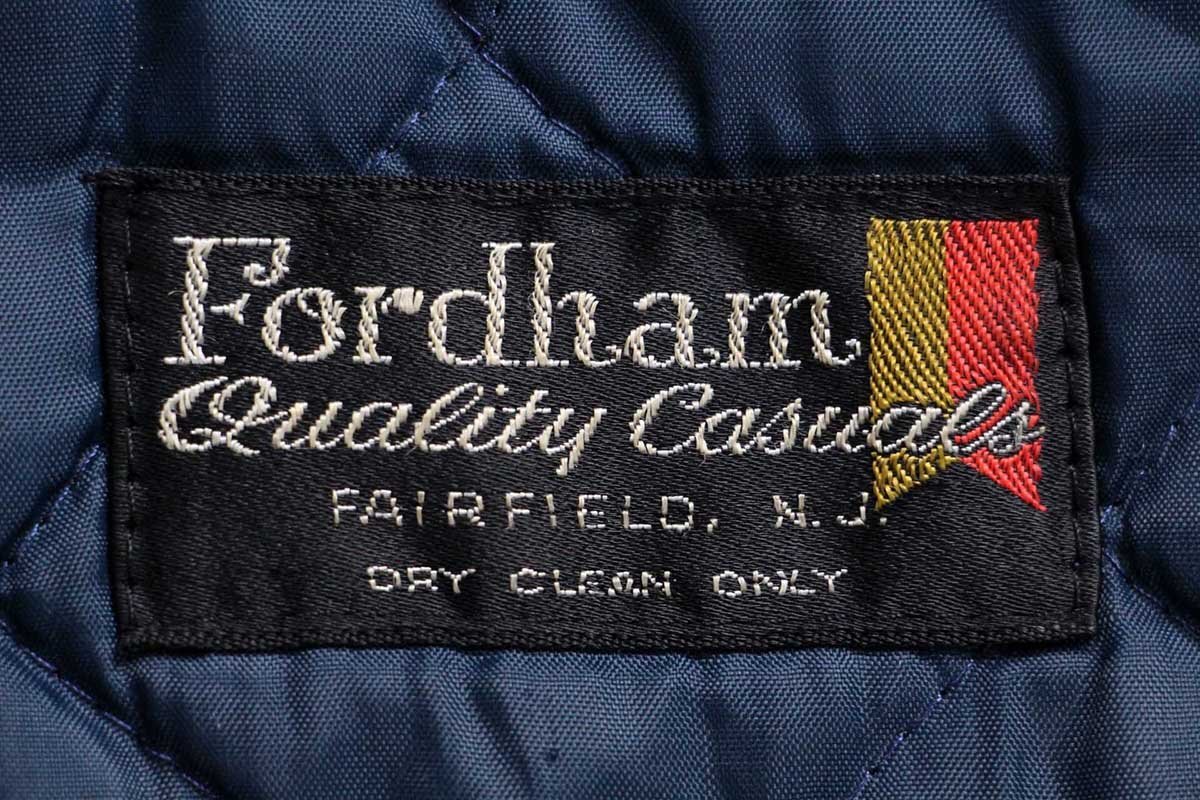 Fordham
Quality Casuals
FAIRFIELD, N.J.
DRY CLEAN ONLY